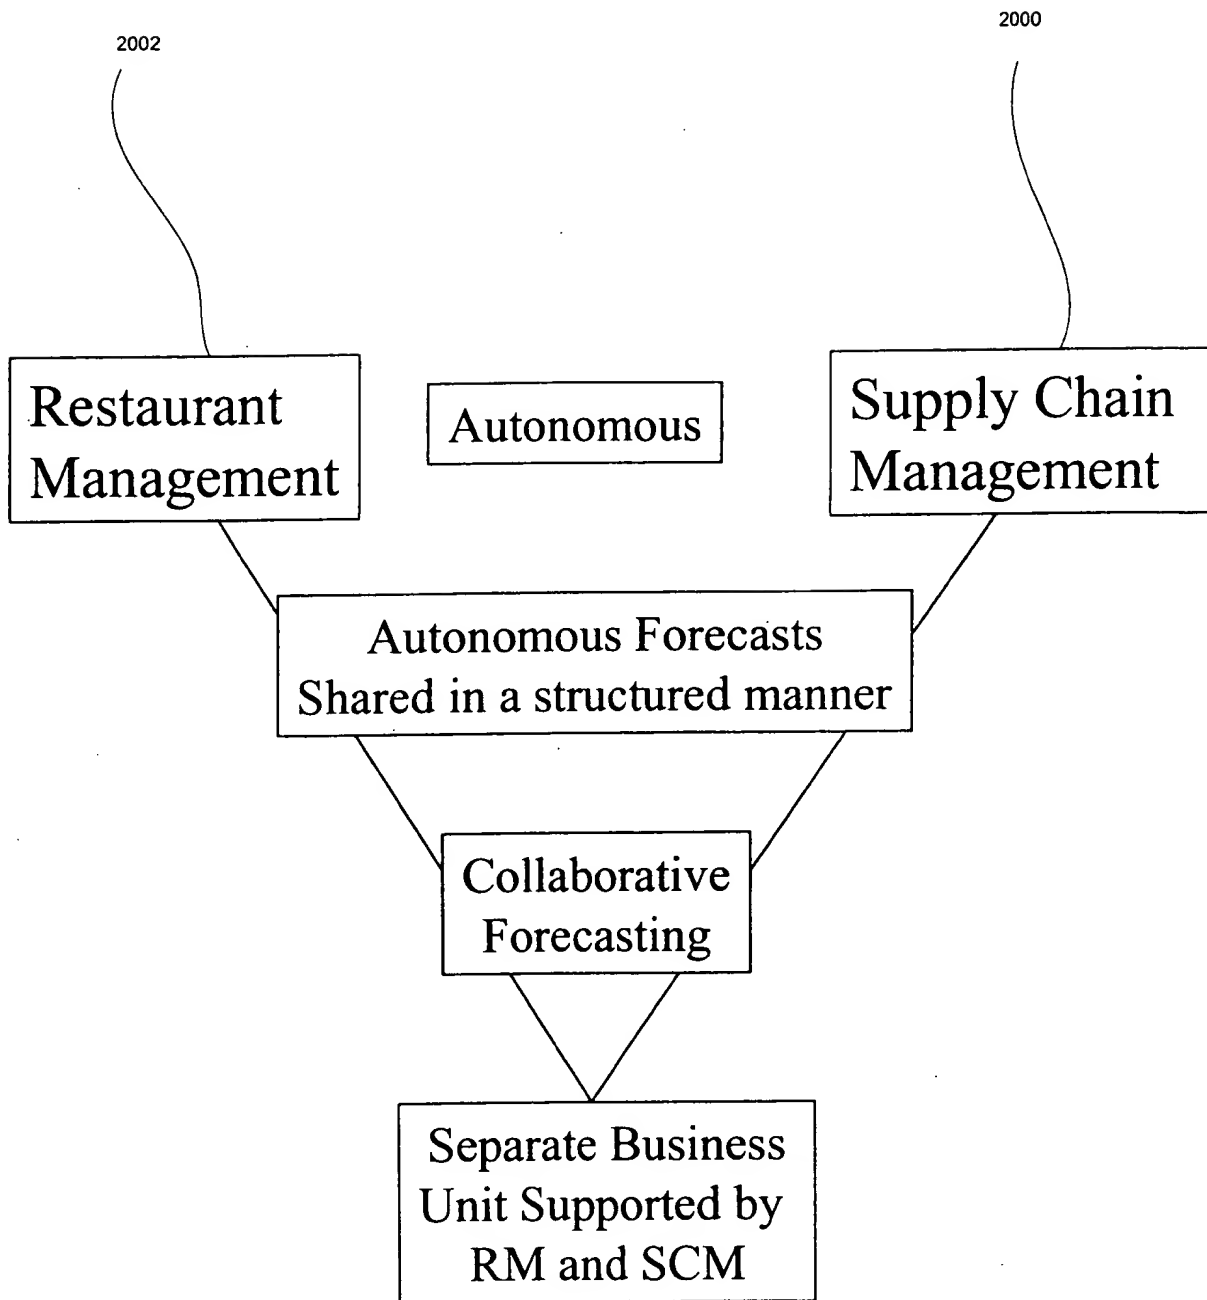 2002
2000
Restaurant
Management
Autonomous
Supply Chain
Management
Autonomous Forecasts
Shared in a structured manner
Collaborative
Forecasting
Separate Business
Unit Supported by
RM and SCM